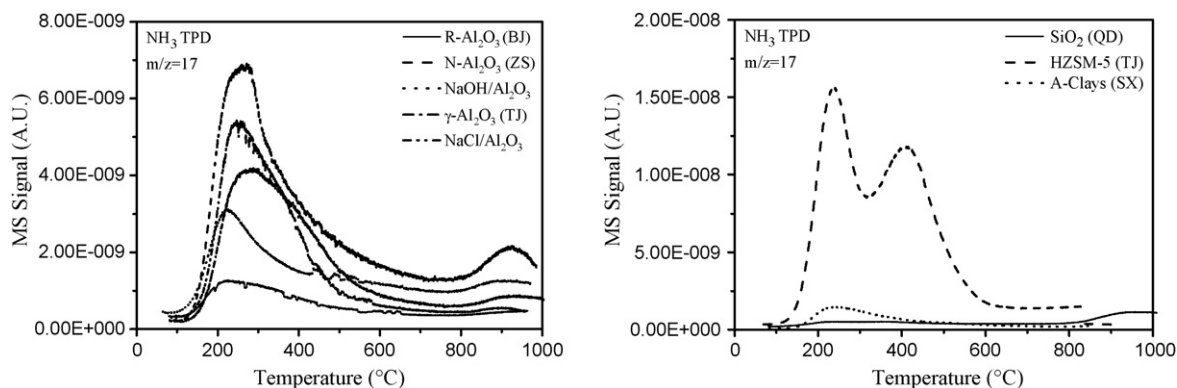 8.00E-009
6.00E-009
4.00E-009
2.00E-009
0.00E+000
MS Signal (A.U.)
NH3 TPD
m/z=17
R-Al2O3 (BJ)
N-Al2O3 (ZS)
NaOH/Al2O3
γ-Al2O3 (TJ)
NaCl/Al2O3
0 200 400 600 800 1000
Temperature (°C)
2.00E-008
1.50E-008
1.00E-008
5.00E-009
0.00E+000
MS Signal (A.U.)
NH3 TPD
m/z=17
SiO2 (QD)
HZSM-5 (TJ)
A-Clays (SX)
0 200 400 600 800 1000
Temperature (°C)